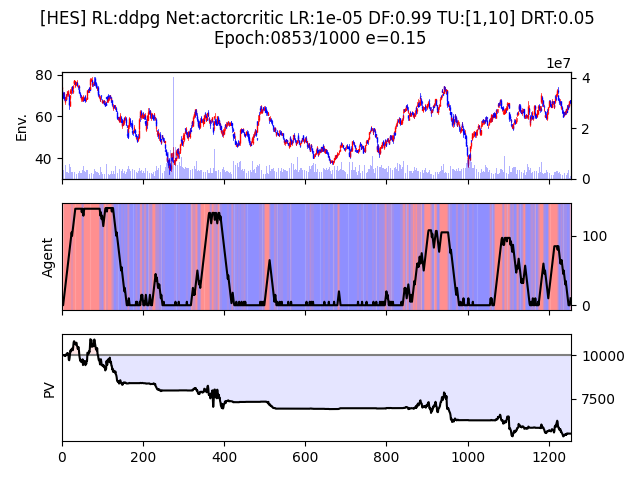 [HES] RL:ddpg Net:actorcritic LR:1e-05 DF:0.99 TU:[1,10] DRT:0.05
Epoch:0853/1000 e=0.15
1e7
80
60
40
Env.
4
2
0
Agent
100
0
PV
10000
7500
0
200
400
600
800
1000
1200